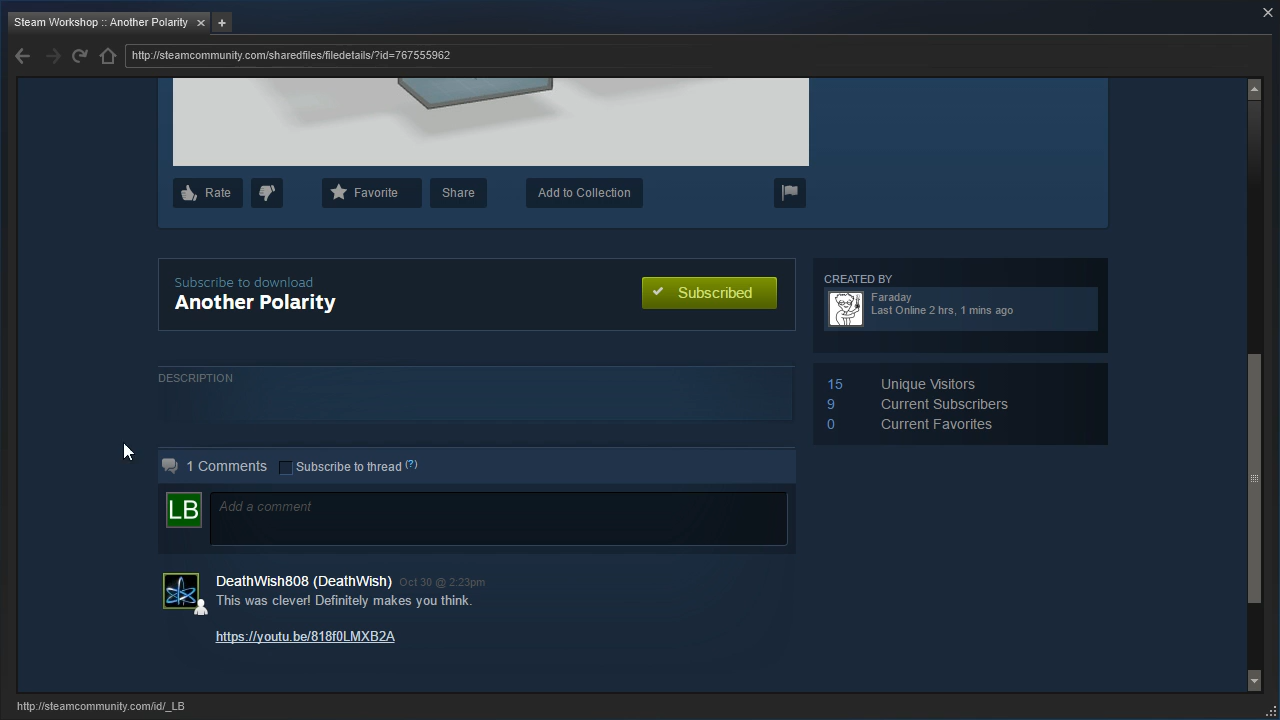 Steam Workshop :: Another Polarity
http://steamcommunity.com/sharedfiles/filedetails/?id=767555962
Rate
Favorite
Share
Add to Collection
Subscribe to download
Another Polarity
Subscribed
CREATED BY
Faraday
Last Online 2 hrs, 1 mins ago
15 Unique Visitors
9 Current Subscribers
0 Current Favorites
DESCRIPTION
1 Comments
Subscribe to thread (?)
LB
Add a comment
DeathWish808 (DeathWish) Oct 30 @ 2:23pm
This was clever! Definitely makes you think.
https://youtu.be/818f0LMXB2A
http://steamcommunity.com/id/_LB